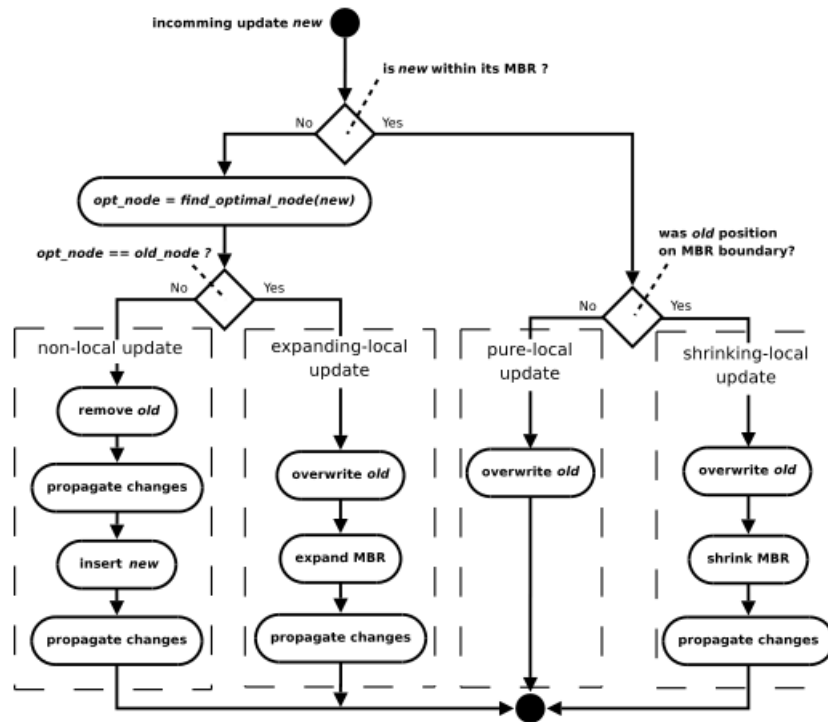 incomming update new
is new within its MBR ?
No
Yes
opt_node = find_optimal_node(new)
opt_node == old_node ?
was old position
on MBR boundary?
No
Yes
No
Yes
non-local update
expanding-local
update
pure-local
update
shrinking-local
update
remove old
propagate changes
insert new
propagate changes
overwrite old
expand MBR
propagate changes
overwrite old
overwrite old
shrink MBR
propagate changes